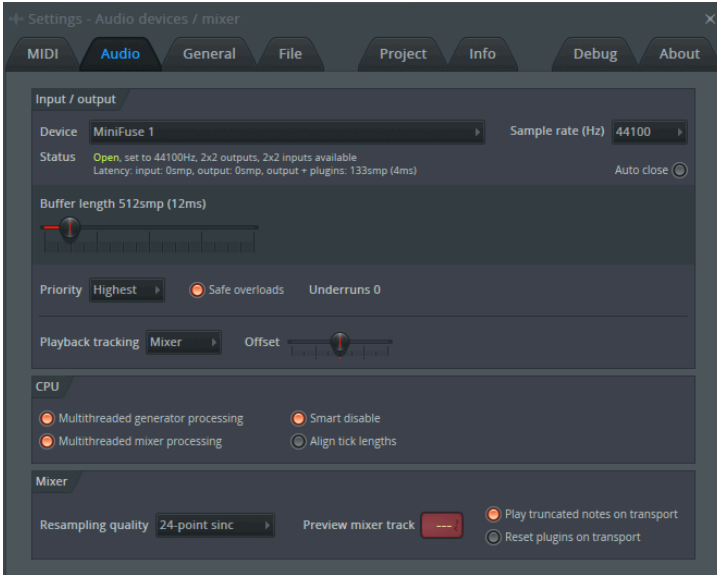 Settings - Audio devices / mixer
MIDI Audio General File Project Info Debug About
Input / output
Device MiniFuse 1 Sample rate (Hz) 44100
Status Open, set to 44100Hz, 2x2 outputs, 2x2 inputs available
Latency: input: 0smp, output: 0smp, output + plugins: 133smp (4ms)
Auto close
Buffer length 512smp (12ms)
Priority Highest Safe overloads Underruns 0
Playback tracking Mixer Offset
CPU
Multithreaded generator processing Smart disable
Multithreaded mixer processing Align tick lengths
Mixer
Resampling quality 24-point sinc Preview mixer track --- Play truncated notes on transport
Reset plugins on transport